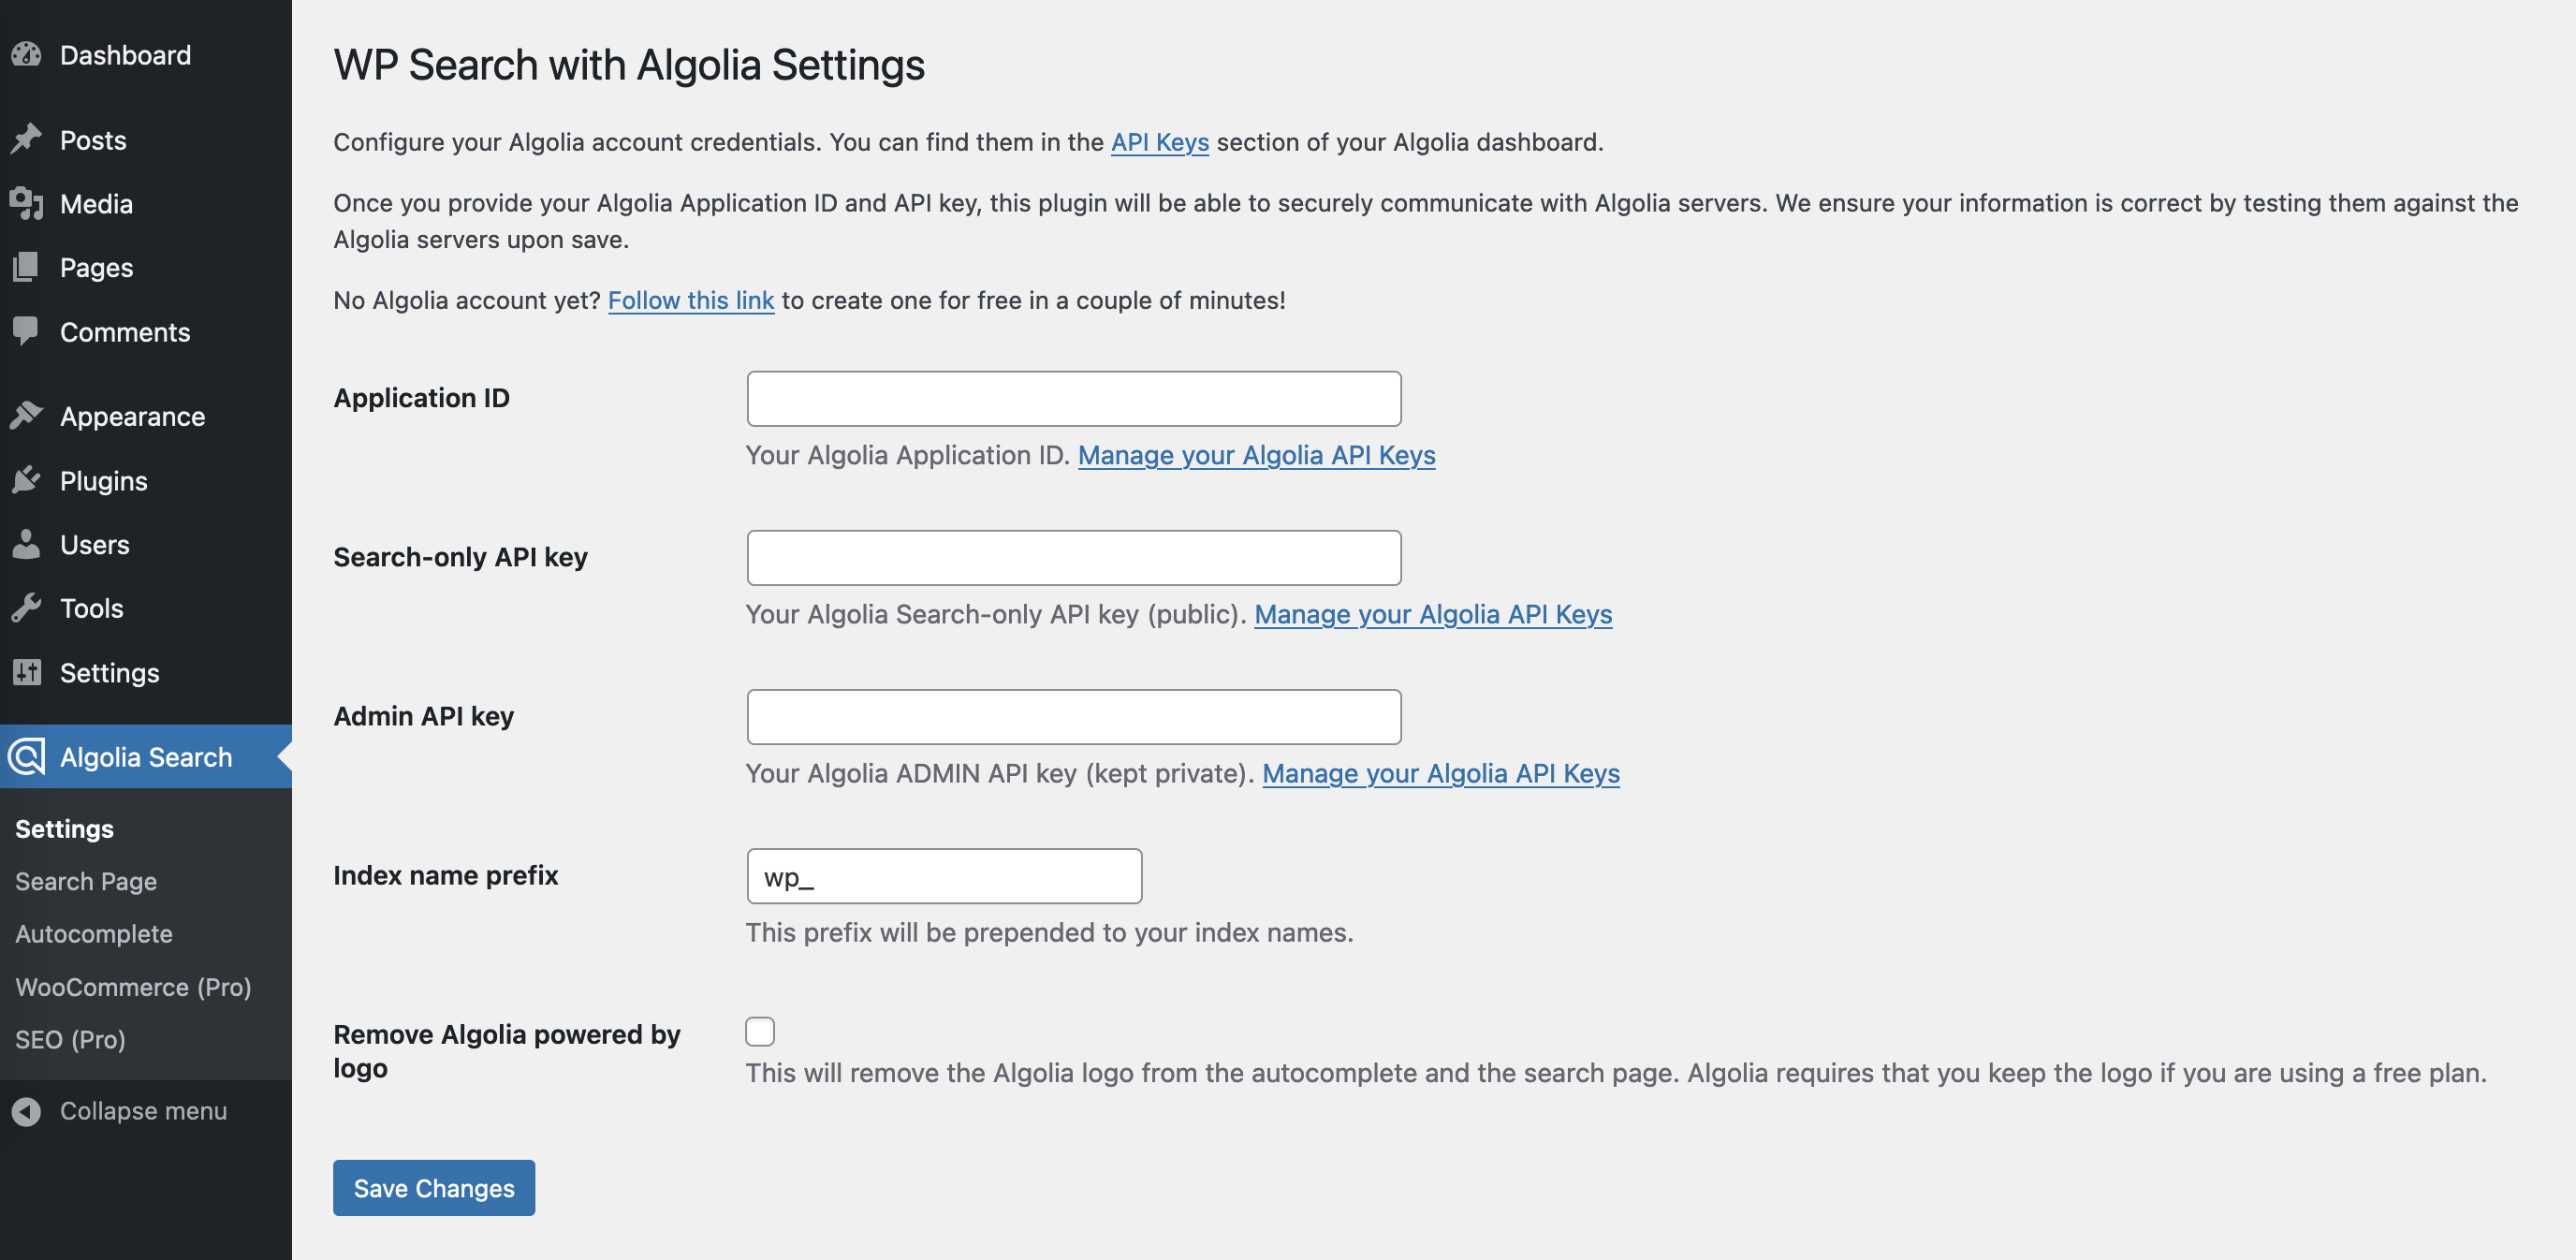 Dashboard
Posts
Media
Pages
Comments
Appearance
Plugins
Users
Tools
Settings
Algolia Search
Settings
Search Page
Autocomplete
WooCommerce (Pro)
SEO (Pro)
Collapse menu
WP Search with Algolia Settings
Configure your Algolia account credentials. You can find them in the API Keys section of your Algolia dashboard.
Once you provide your Algolia Application ID and API key, this plugin will be able to securely communicate with Algolia servers. We ensure your information is correct by testing them against the
Algolia servers upon save.
No Algolia account yet? Follow this link to create one for free in a couple of minutes!
Application ID
Your Algolia Application ID. Manage your Algolia API Keys
Search-only API key
Your Algolia Search-only API key (public). Manage your Algolia API Keys
Admin API key
Your Algolia ADMIN API key (kept private). Manage your Algolia API Keys
Index name prefix
wp_
This prefix will be prepended to your index names.
Remove Algolia powered by
logo
This will remove the Algolia logo from the autocomplete and the search page. Algolia requires that you keep the logo if you are using a free plan.
Save Changes